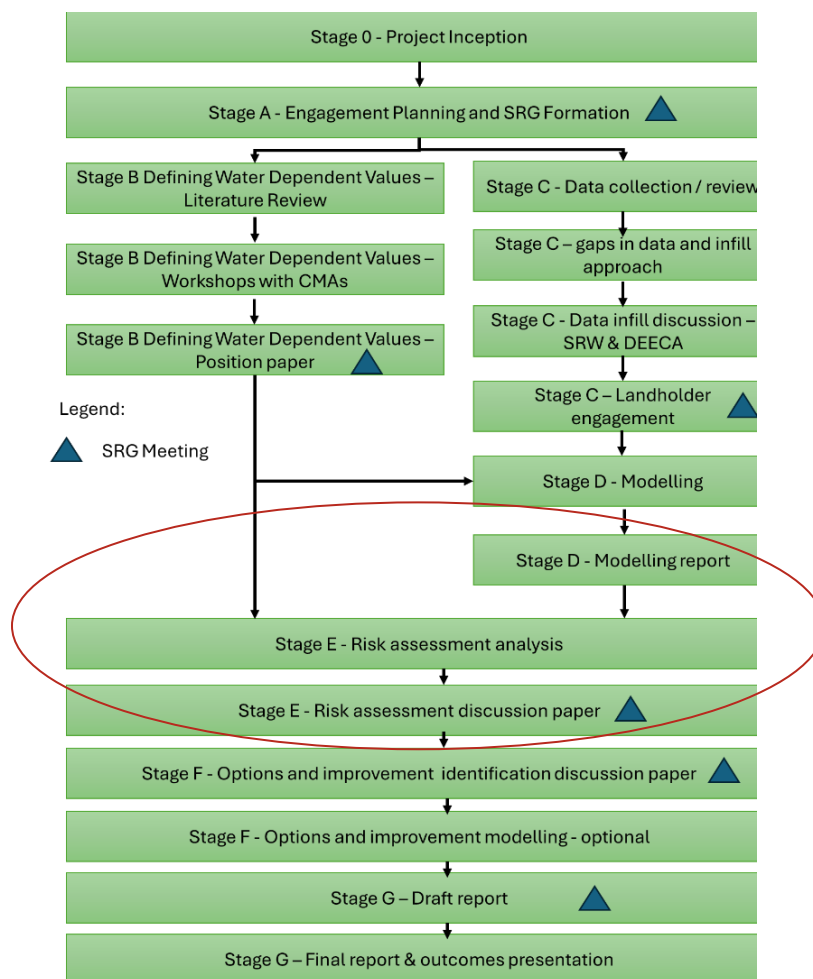 Stage 0 - Project Inception
Stage A - Engagement Planning and SRG Formation
Stage B Defining Water Dependent Values –
Literature Review
Stage B Defining Water Dependent Values –
Workshops with CMAs
Stage B Defining Water Dependent Values –
Position paper
Stage C - Data collection / review
Stage C – gaps in data and infill
approach
Stage C - Data infill discussion –
SRW & DEECA
Stage C – Landholder
engagement
Legend:
SRG Meeting
Stage D - Modelling
Stage D - Modelling report
Stage E - Risk assessment analysis
Stage E - Risk assessment discussion paper
Stage F - Options and improvement identification discussion paper
Stage F - Options and improvement modelling - optional
Stage G – Draft report
Stage G – Final report & outcomes presentation